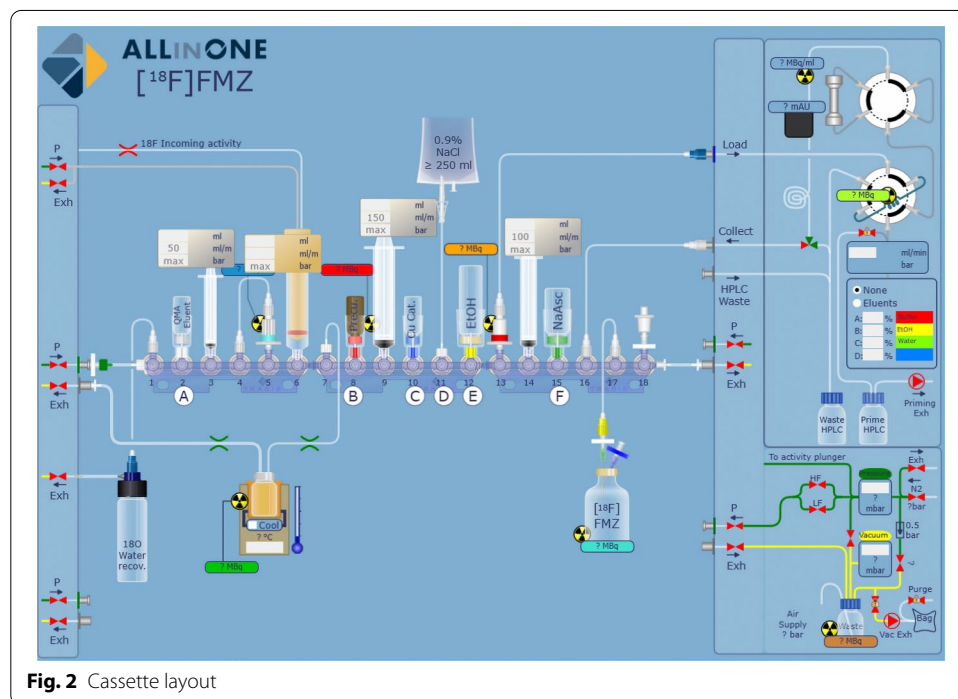 ALLINONE
[¹⁸F]FMZ
P
18F Incoming activity
Exh
0.9%
NaCl
≥ 250 ml
50
max
ml
ml/m
bar
max
ml
ml/m
bar
? MBq
150
max
ml
ml/m
bar
? MBq
100
max
ml
ml/m
bar
QMA
Eluent
Precu.
Cu Cat.
EtOH
NaAsc
P
Exh
1 2 3 4 5 6 7 8 9 10 11 12 13 14 15 16 17 18
A B C D E F
Exh
18O
Water
recov.
Cool
? ºC
? MBq
[¹⁸F]
FMZ
? MBq
P
Exh
Load
Collect
HPLC
Waste
P
Exh
P
Exh
? MBq/ml
? mAU
? MBq
ml/min
bar
None
Eluents
A: %
B: % EtOH
C: % Water
D: %
Waste
HPLC
Prime
HPLC
Priming
Exh
To activity plunger
HF
LF
?
mbar
Exh
N2
?bar
0.5
bar
Vacuum
?
mbar
?
Air
Supply
? bar
Waste
? MBq
Vac Exh
Purge
Bag
Fig. 2 Cassette layout